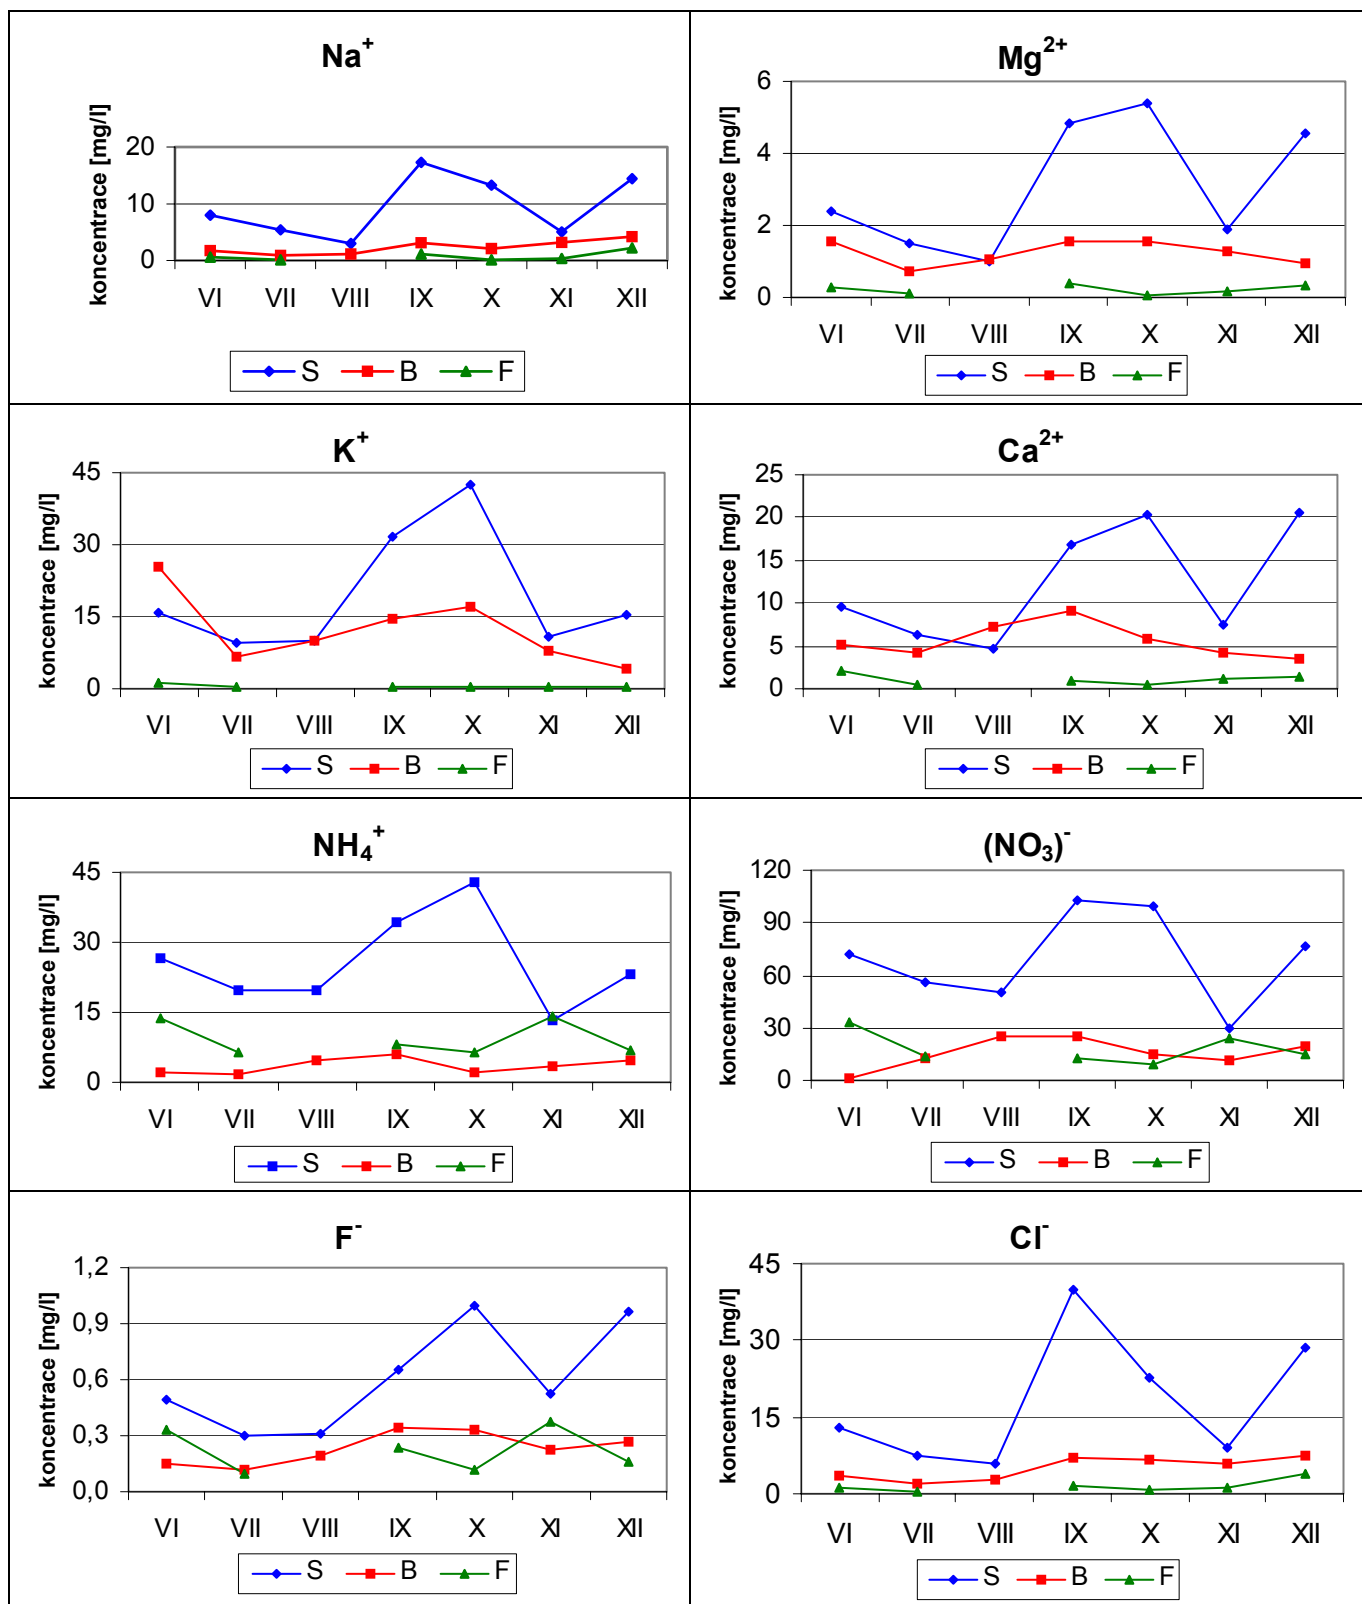 Na⁺
koncentrace [mg/l]
20
10
0
VI VII VIII IX X XI XII
S B F
Mg²⁺
koncentrace [mg/l]
6
4
2
0
VI VII VIII IX X XI XII
S B F
K⁺
koncentrace [mg/l]
45
30
15
0
VI VII VIII IX X XI XII
S B F
Ca²⁺
koncentrace [mg/l]
25
20
15
10
5
0
VI VII VIII IX X XI XII
S B F
NH₄⁺
koncentrace [mg/l]
45
30
15
0
VI VII VIII IX X XI XII
S B F
(NO₃)⁻
koncentrace [mg/l]
120
90
60
30
0
VI VII VIII IX X XI XII
S B F
F⁻
koncentrace [mg/l]
1,2
0,9
0,6
0,3
0,0
VI VII VIII IX X XI XII
S B F
Cl⁻
koncentrace [mg/l]
45
30
15
0
VI VII VIII IX X XI XII
S B F